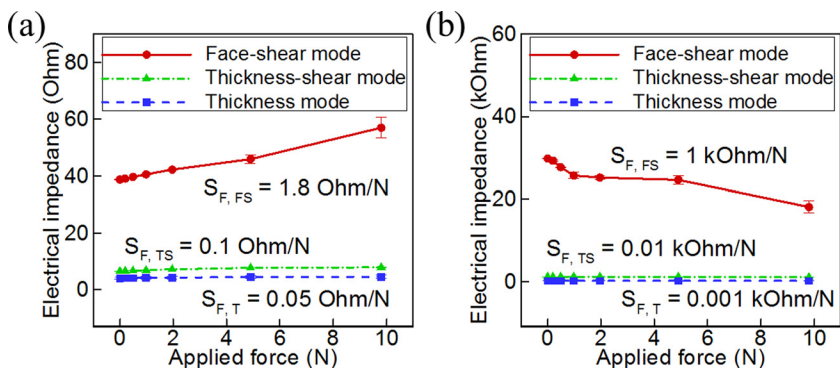 (a)
Electrical impedance (Ohm)
80
60
40
20
0
Face-shear mode
Thickness-shear mode
Thickness mode
S_F, FS = 1.8 Ohm/N
S_F, TS = 0.1 Ohm/N
S_F, T = 0.05 Ohm/N
0 2 4 6 8 10
Applied force (N)
(b)
Electrical impedance (kOhm)
60
40
20
0
Face-shear mode
Thickness-shear mode
Thickness mode
S_F, FS = 1 kOhm/N
S_F, TS = 0.01 kOhm/N
S_F, T = 0.001 kOhm/N
0 2 4 6 8 10
Applied force (N)